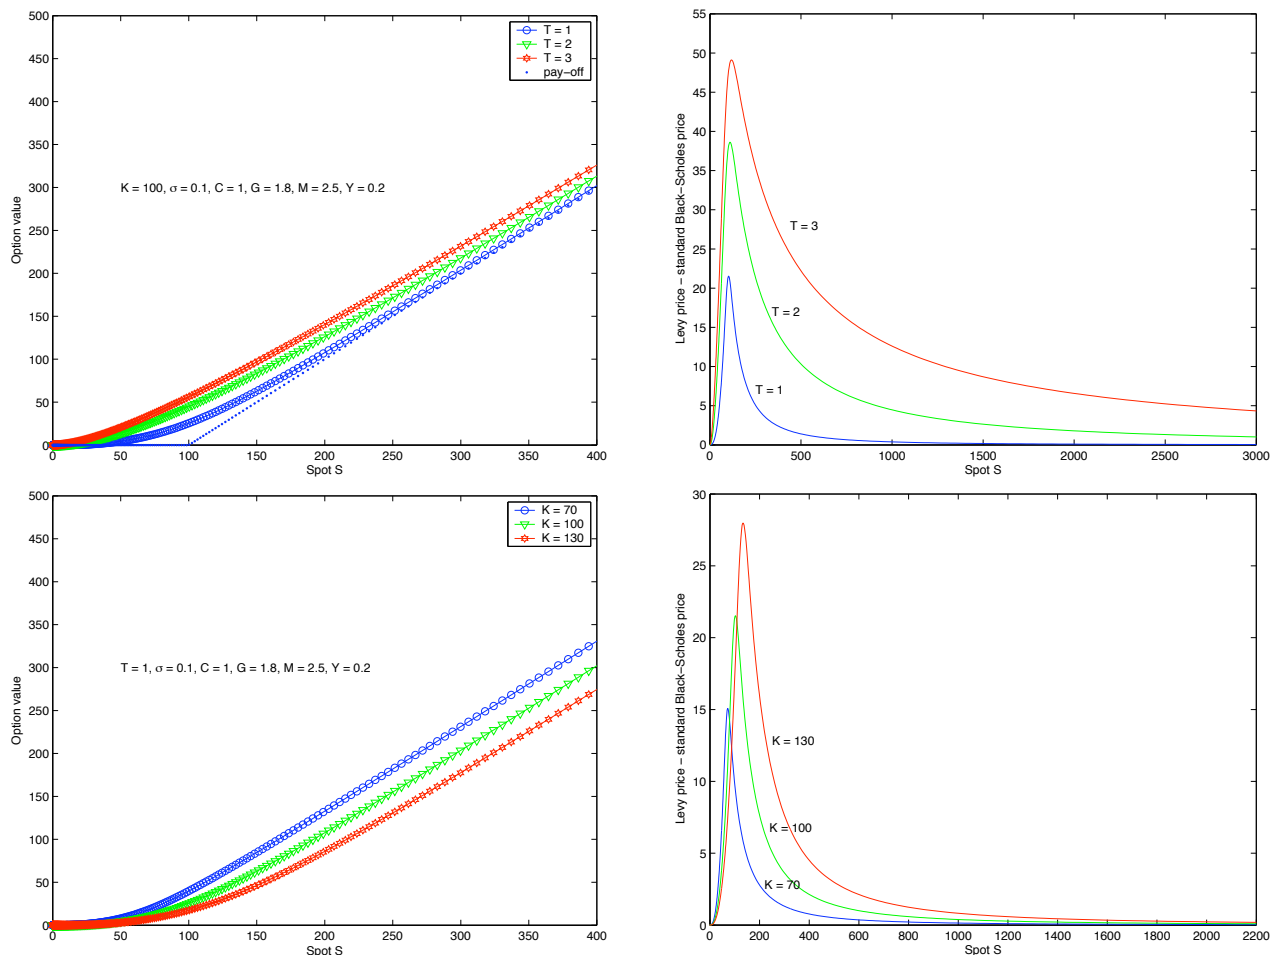 500
450
400
350
300
250
200
150
100
50
0
Option value
T = 1
T = 2
T = 3
pay−off
K = 100, σ = 0.1, C = 1, G = 1.8, M = 2.5, Y = 0.2
0 50 100 150 200 250 300 350 400
Spot S
55
50
45
40
35
30
25
20
15
10
5
0
Levy price − standard Black−Scholes price
T = 3
T = 2
T = 1
0 500 1000 1500 2000 2500 3000
Spot S
500
450
400
350
300
250
200
150
100
50
0
Option value
K = 70
K = 100
K = 130
T = 1, σ = 0.1, C = 1, G = 1.8, M = 2.5, Y = 0.2
0 50 100 150 200 250 300 350 400
Spot S
30
25
20
15
10
5
0
Levy price − standard Black−Scholes price
K = 130
K = 100
K = 70
0 200 400 600 800 1000 1200 1400 1600 1800 2000 2200
Spot S